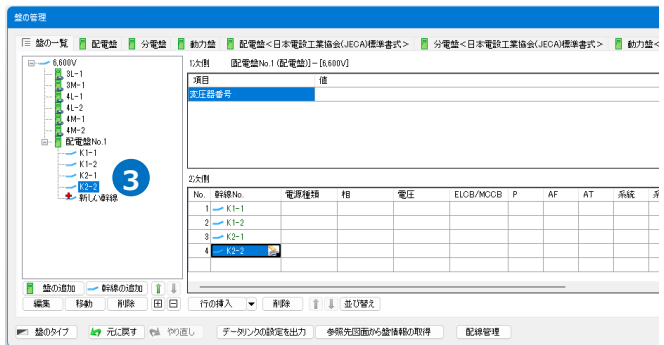 盤の管理
盤の一覧 配電盤 分電盤 動力盤 配電盤<日本電設工業協会(JECA)標準書式> 分電盤<日本電設工業協会(JECA)標準書式> 動力盤<
6,600V
3L-1
3M-1
4L-1
4L-2
4M-1
4M-2
配電盤No.1
K1-1
K1-2
K2-1
K2-2
新しい幹線
3
1次側 配電盤No.1 (配電盤)-[6,600V]
項目 値
変圧器番号
2次側
No. 幹線No. 電源種類 相 電圧 ELCB/MCCB P AF AT 系統
1 K1-1
2 K1-2
3 K2-1
4 K2-2
盤の追加 幹線の追加
編集 移動 削除
行の挿入 削除 並び替え
盤のタイプ 元に戻す やり直し データリンクの設定を出力 参照先図面から盤情報の取得 配線管理